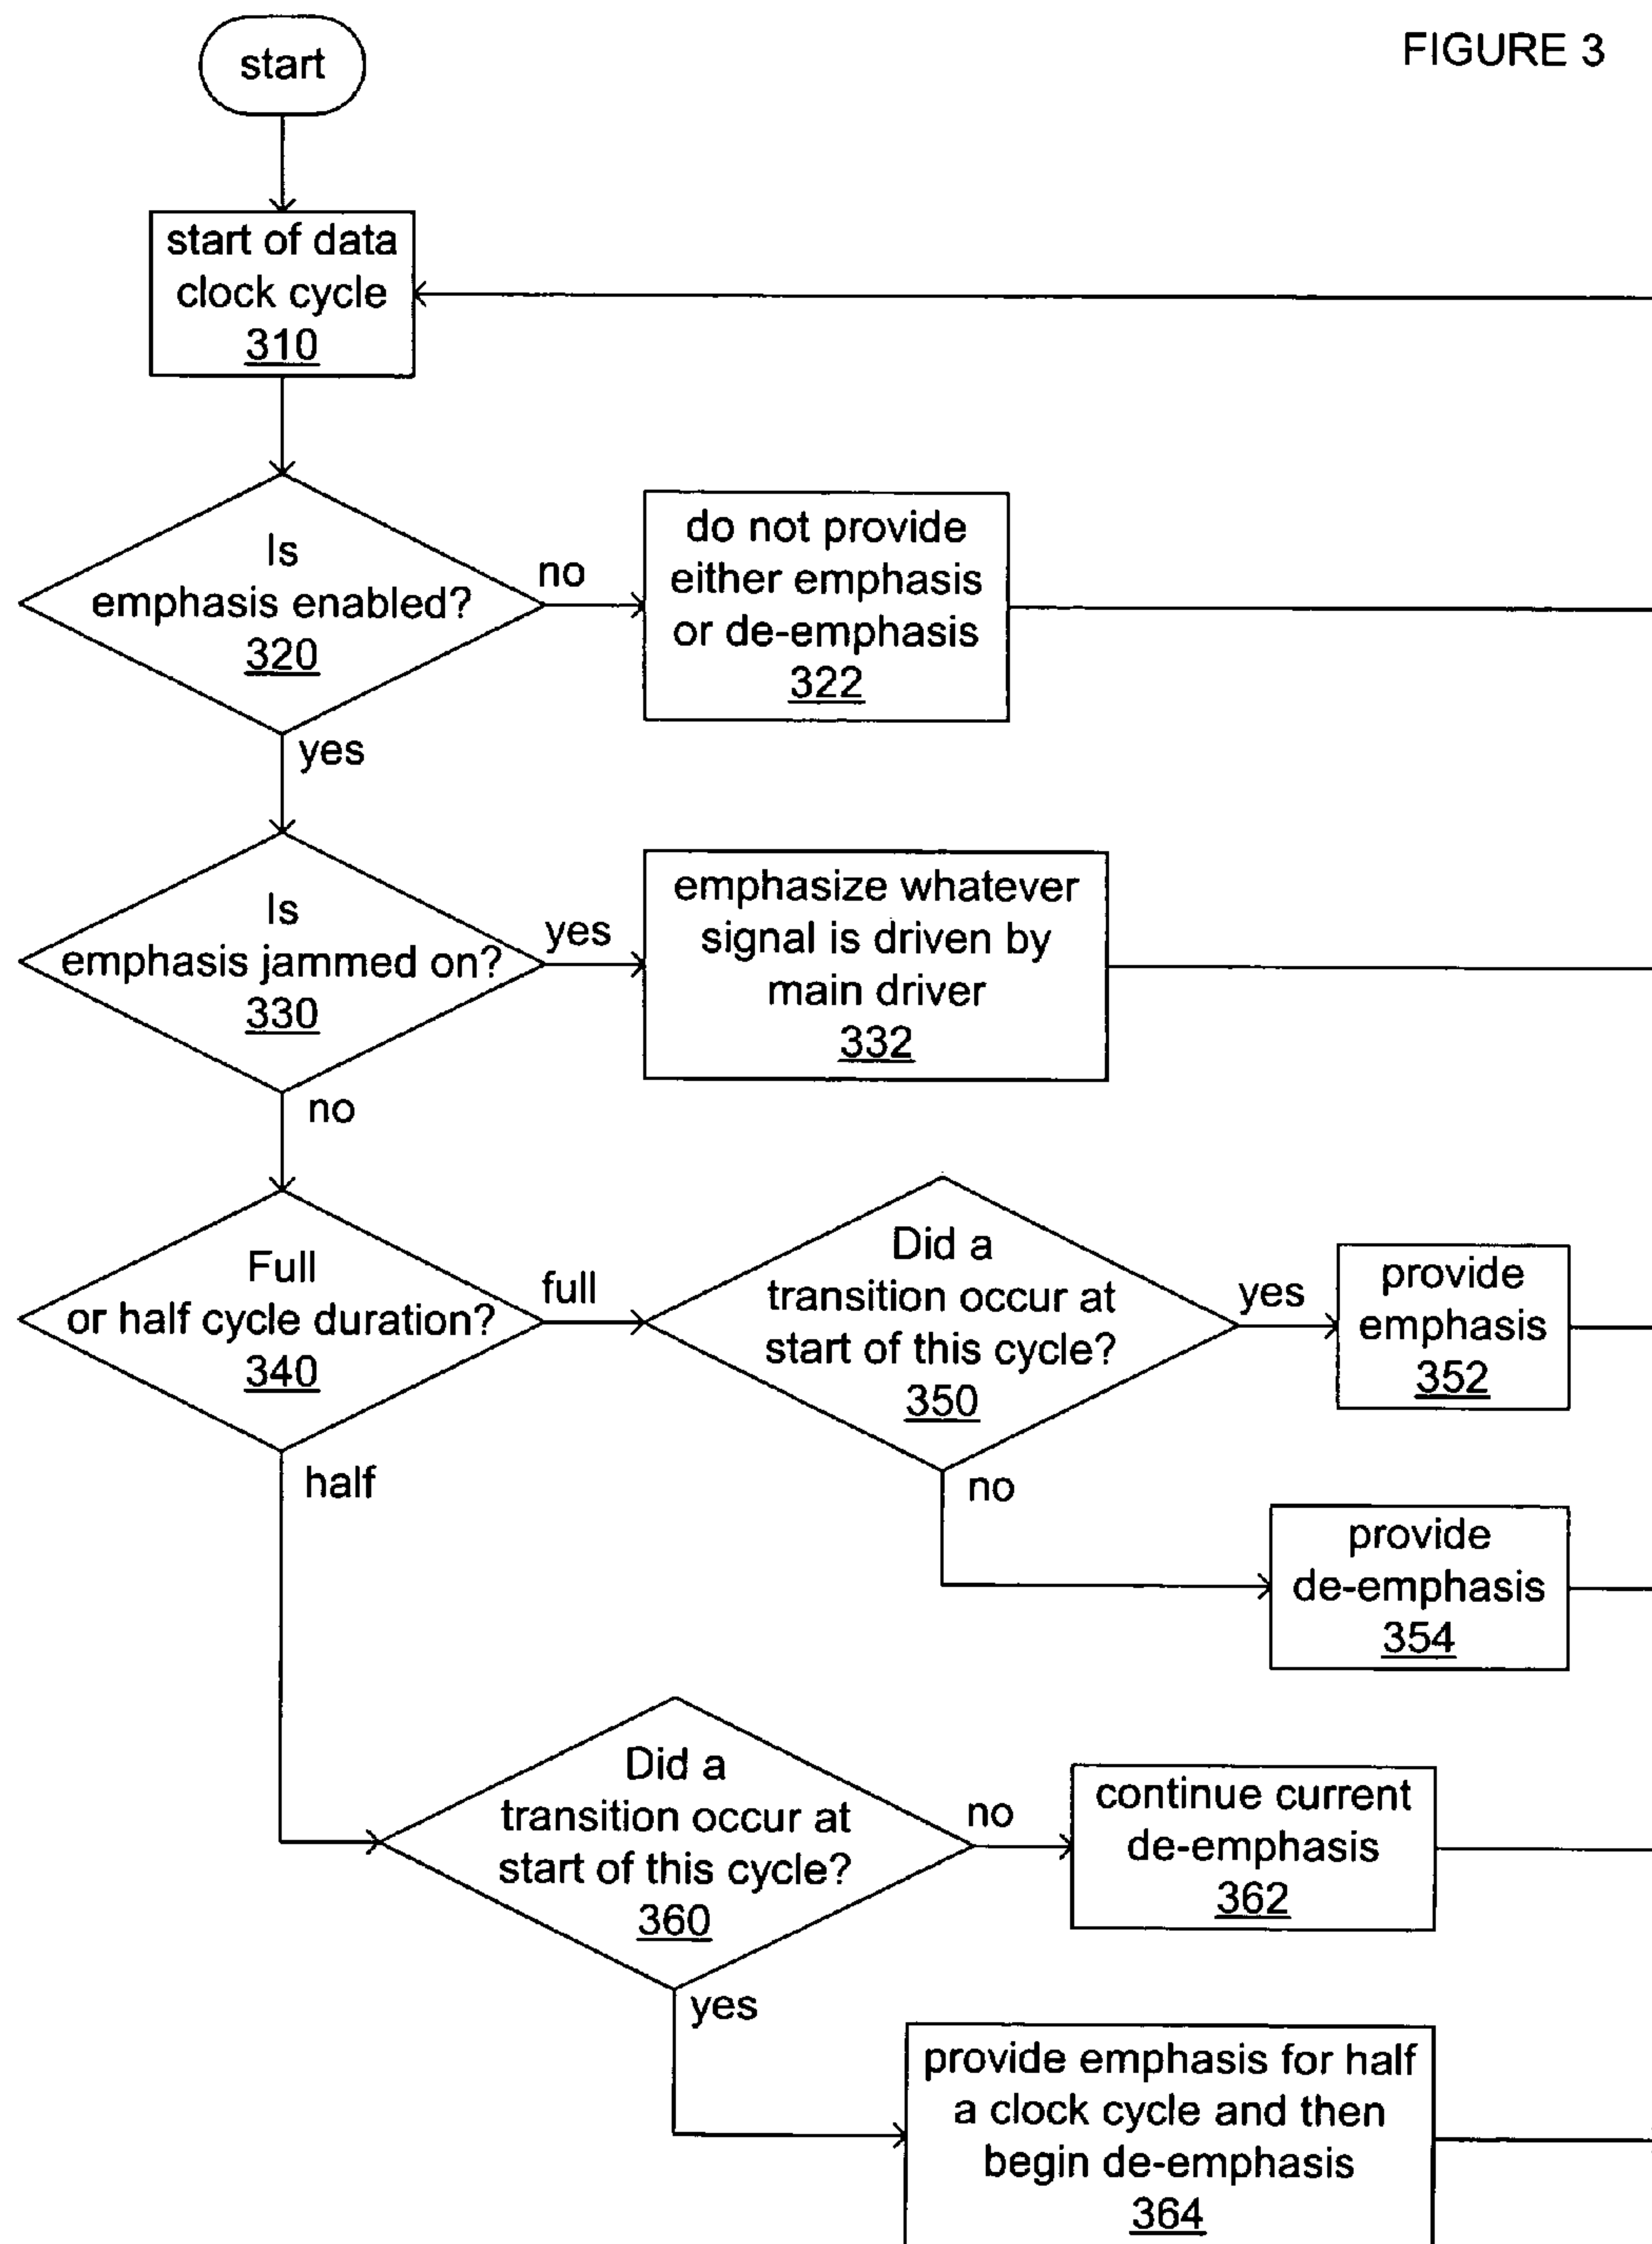 FIGURE 3
start
start of data
clock cycle
310
Is
emphasis enabled?
320
no
do not provide
either emphasis
or de-emphasis
322
yes
Is
emphasis jammed on?
330
yes
emphasize whatever
signal is driven by
main driver
332
no
Full
or half cycle duration?
340
full
Did a
transition occur at
start of this cycle?
350
yes
provide
emphasis
352
no
provide
de-emphasis
354
half
Did a
transition occur at
start of this cycle?
360
no
continue current
de-emphasis
362
yes
provide emphasis for half
a clock cycle and then
begin de-emphasis
364